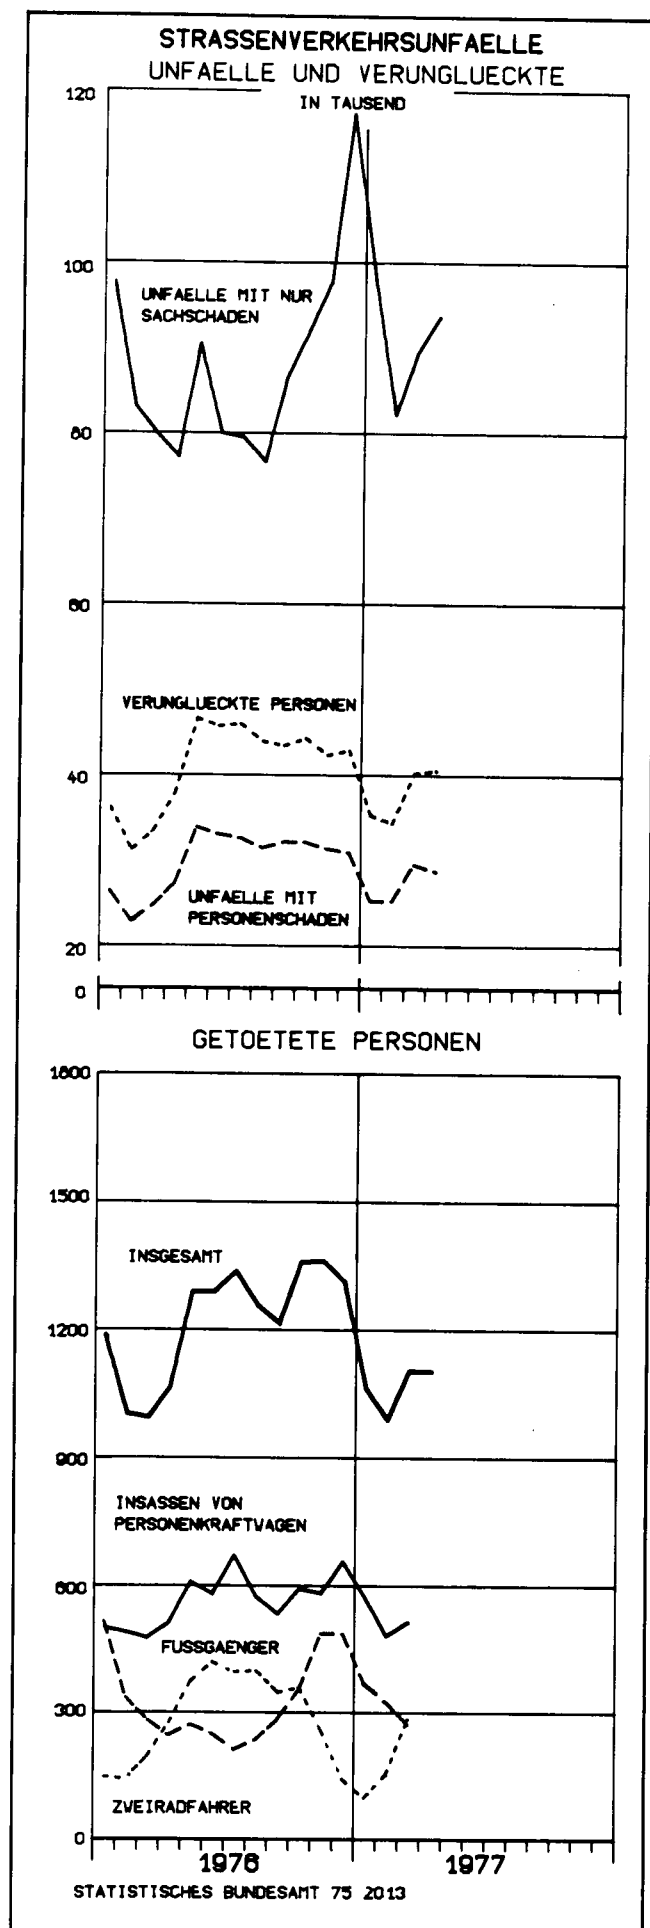 STRASSENVERKEHRSUNFAELLE
UNFAELLE UND VERUNGLUECKTE
IN TAUSEND
120
100
UNFAELLE MIT NUR
SACHSCHADEN
80
60
VERUNGLUECKTE PERSONEN
40
UNFAELLE MIT
PERSONENSCHADEN
20
0
GETOETETE PERSONEN
1800
1500
INSGESAMT
1200
900
INSASSEN VON
PERSONENKRAFTWAGEN
600
FUSSGAENGER
300
ZWEIRADFAHRER
0
1976 1977
STATISTISCHES BUNDESAMT 75 2013